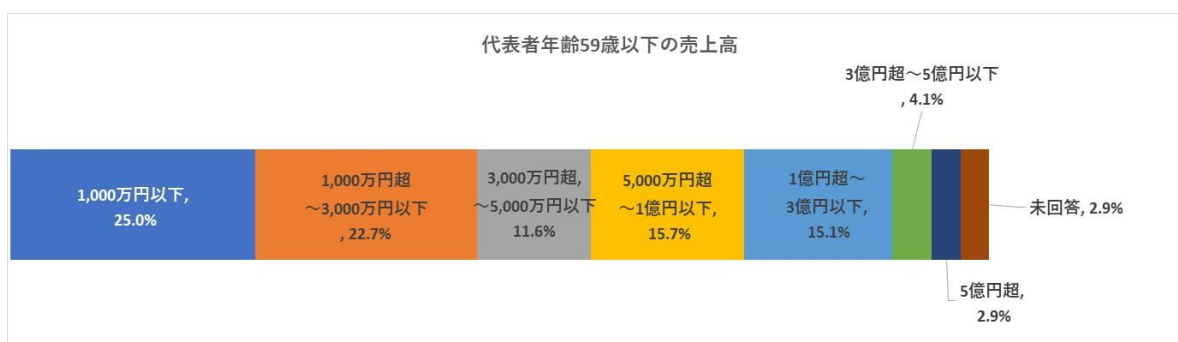 代表者年齢59歳以下の売上高
3億円超～5億円以下
, 4.1%
1,000万円以下,
25.0%
1,000万円超
～3,000万円以下
, 22.7%
3,000万円超,
～5,000万円以下
11.6%
5,000万円超
～1億円以下,
15.7%
1億円超～
3億円以下,
15.1%
未回答, 2.9%
5億円超,
2.9%